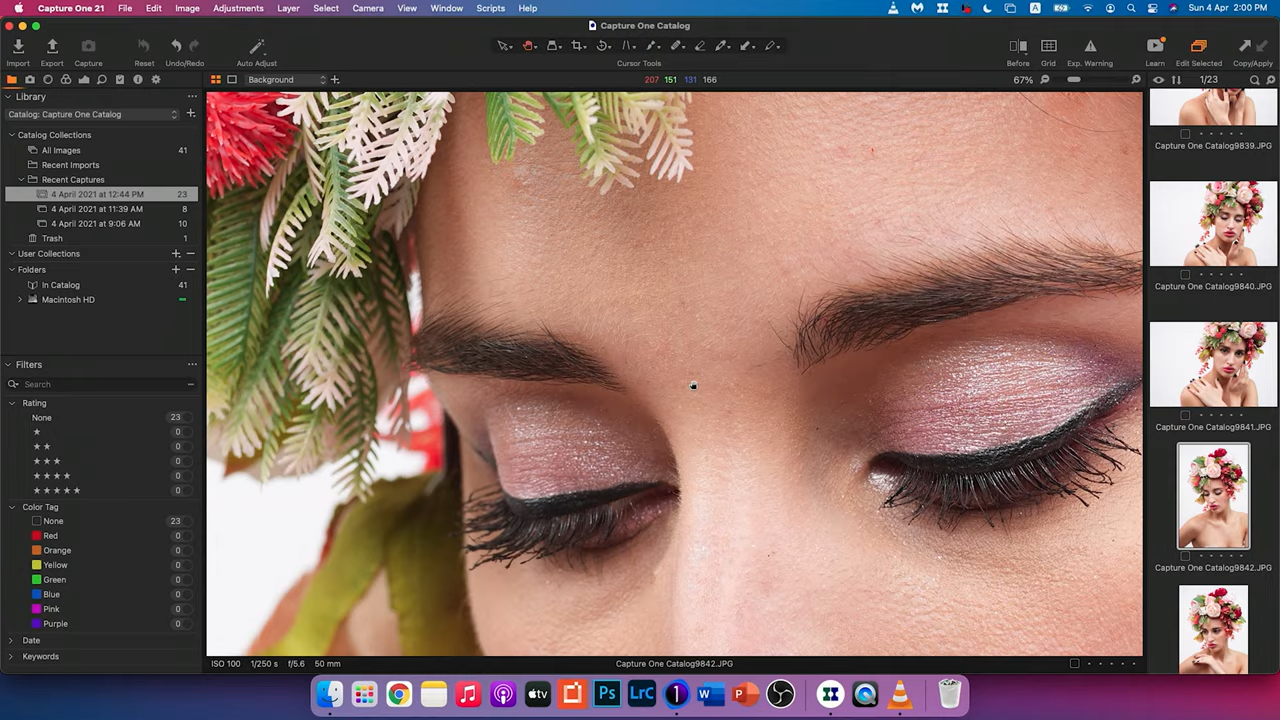 Capture One 21 File Edit Image Adjustments Layer Select Camera View Window Scripts Help
A
Sun 4 Apr 2:00 PM
Capture One Catalog
Import Export Capture Reset Undo/Redo Auto Adjust
Cursor Tools
Before Grid Exp. Warning Learn Edit Selected Copy/Apply
Background
207 151 131 166
67%
1/23
Library
Catalog: Capture One Catalog
Catalog Collections
All Images 41
Recent Imports
Recent Captures
4 April 2021 at 12:44 PM 23
4 April 2021 at 11:39 AM 8
4 April 2021 at 9:06 AM 10
Trash 1
User Collections
Folders
In Catalog 41
Macintosh HD
Filters
Search
Rating
None 23
0
0
0
0
0
Color Tag
None 23
Red 0
Orange 0
Yellow 0
Green 0
Blue 0
Pink 0
Purple 0
Date
Keywords
ISO 100 1/250 s f/5.6 50 mm
Capture One Catalog9842.JPG
Capture One Catalog9839.JPG
Capture One Catalog9840.JPG
Capture One Catalog9841.JPG
Capture One Catalog9842.JPG
tv Ps LrC 1 W P